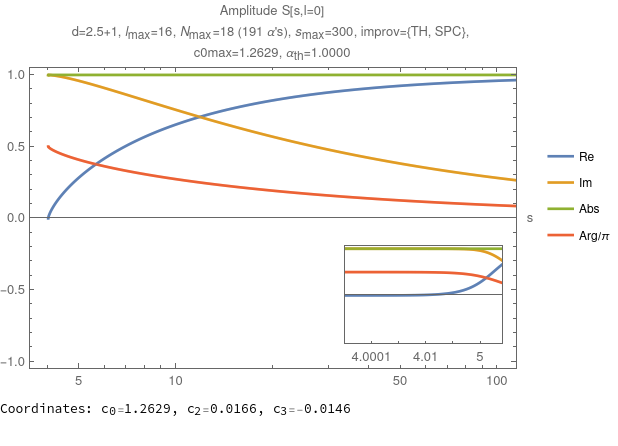 Amplitude S[s,l=0]
d=2.5+1, lmax=16, Nmax=18 (191 α's), smax=300, improv={TH, SPC},
c0max=1.2629, αth=1.0000
1.0
0.5
0.0
-0.5
-1.0
5
10
50
100
s
4.0001
4.01
5
Re
Im
Abs
Arg/π
Coordinates: c0=1.2629, c2=0.0166, c3=-0.0146